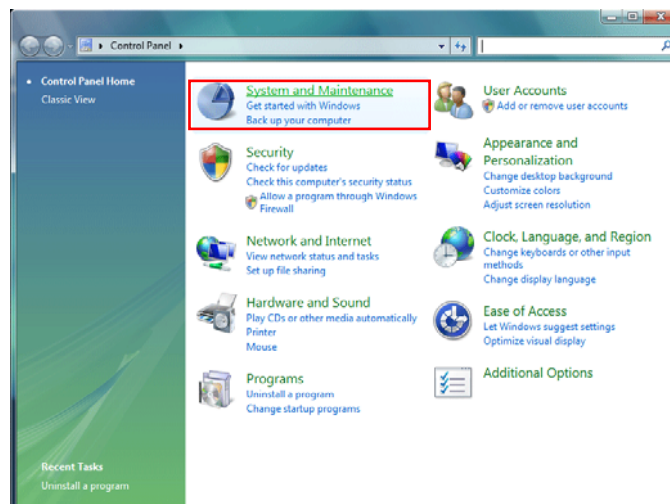 Control Panel
Control Panel Home
Classic View
System and Maintenance
Get started with Windows
Back up your computer
Security
Check for updates
Check this computer's security status
Allow a program through Windows
Firewall
Network and Internet
View network status and tasks
Set up file sharing
Hardware and Sound
Play CDs or other media automatically
Printer
Mouse
Programs
Uninstall a program
Change startup programs
User Accounts
Add or remove user accounts
Appearance and
Personalization
Change desktop background
Customize colors
Adjust screen resolution
Clock, Language, and Region
Change keyboards or other input
methods
Change display language
Ease of Access
Let Windows suggest settings
Optimize visual display
Additional Options
Recent Tasks
Uninstall a program